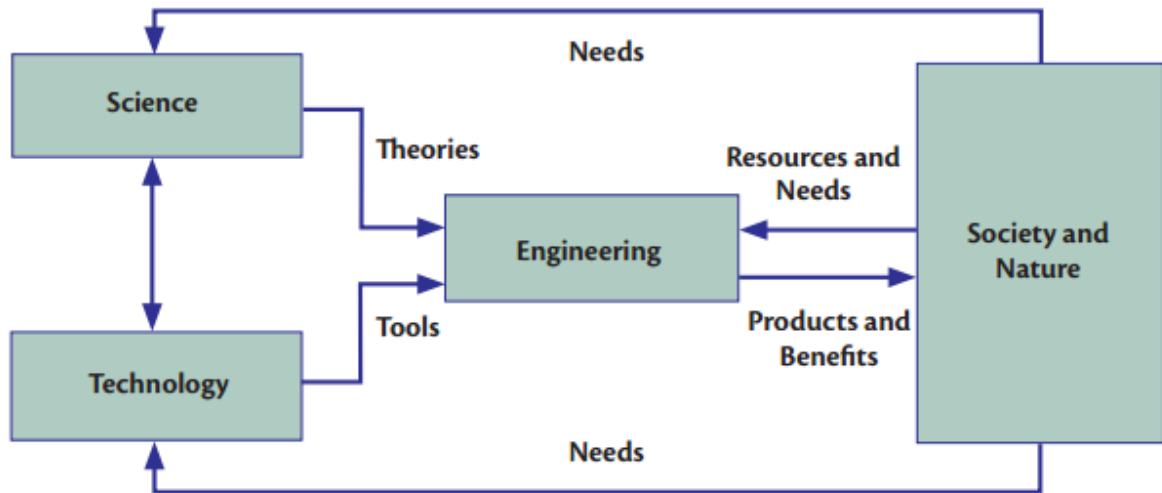 Needs
Science
Theories
Resources and
Needs
Engineering
Society and
Nature
Tools
Products and
Benefits
Technology
Needs